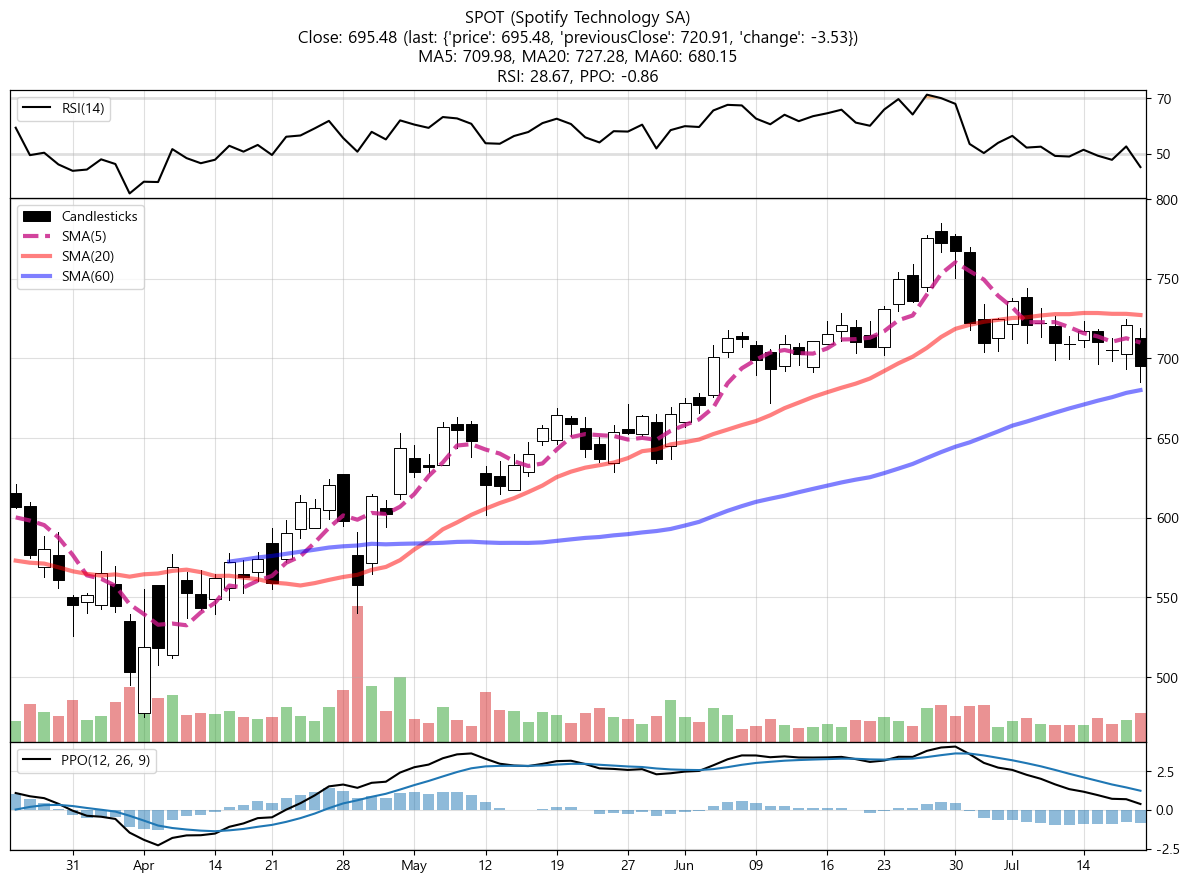 SPOT (Spotify Technology SA)
Close: 695.48 (last: {'price': 695.48, 'previousClose': 720.91, 'change': -3.53})
MA5: 709.98, MA20: 727.28, MA60: 680.15
RSI: 28.67, PPO: -0.86
RSI(14)
70
50
800
Candlesticks
SMA(5)
SMA(20)
SMA(60)
750
700
650
600
550
500
PPO(12, 26, 9)
2.5
0.0
-2.5
31 Apr 14 21 28 May 12 19 27 Jun 09 16 23 30 Jul 14